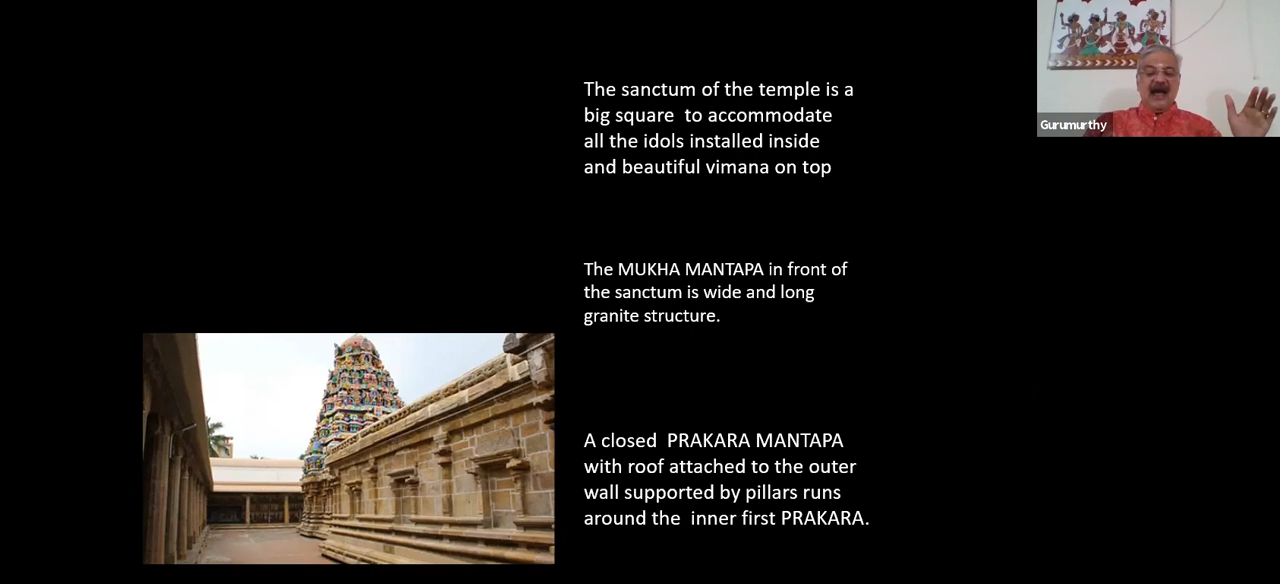 The sanctum of the temple is a
big square  to accommodate
all the idols installed inside
and beautiful vimana on top
The MUKHA MANTAPA in front of
the sanctum is wide and long
granite structure.
A closed  PRAKARA MANTAPA
with roof attached to the outer
wall supported by pillars runs
around the  inner first PRAKARA.
Gurumurthy